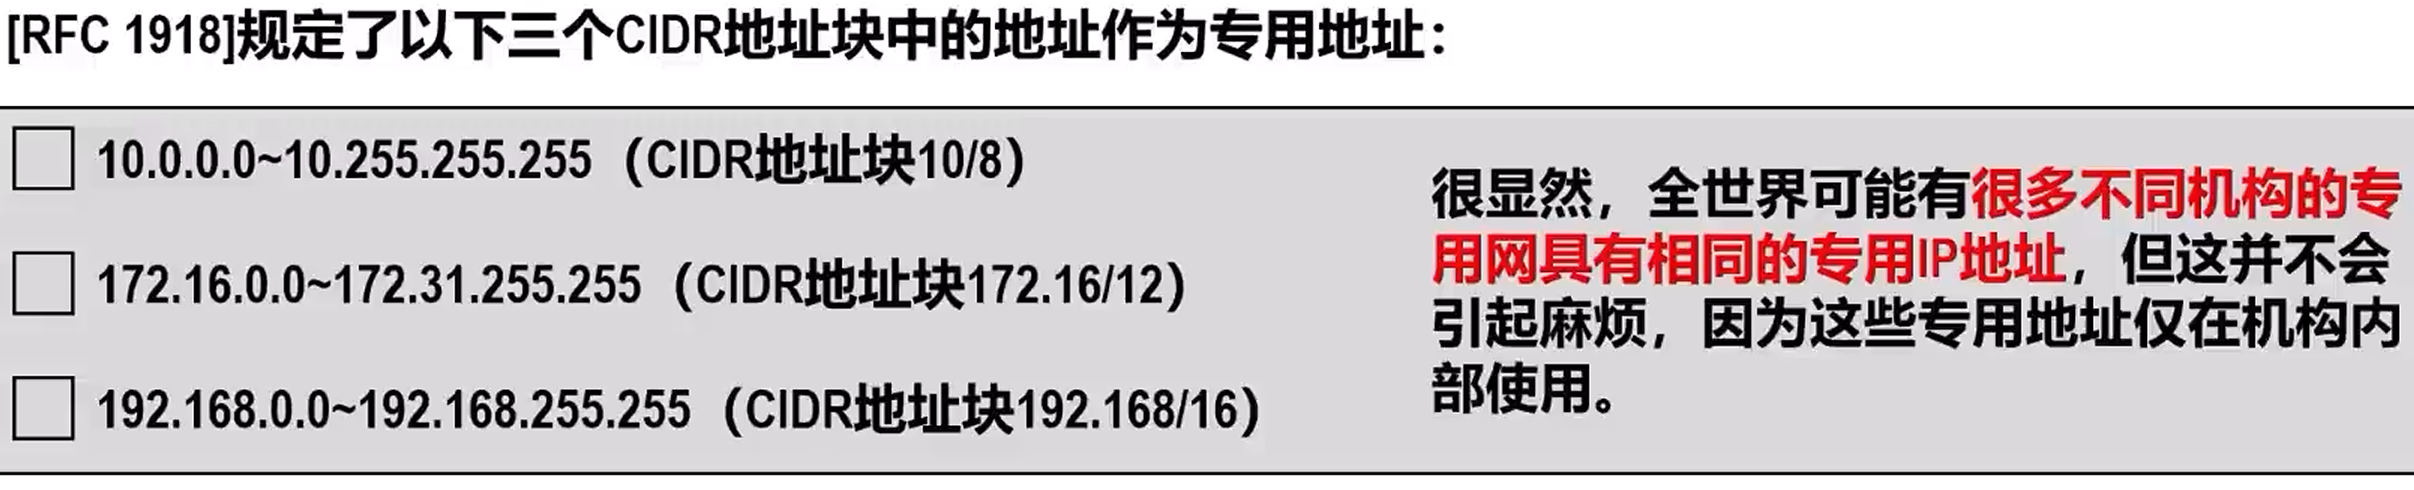 [RFC 1918]规定了以下三个CIDR地址块中的地址作为专用地址：
10.0.0.0~10.255.255.255（CIDR地址块10/8）
172.16.0.0~172.31.255.255（CIDR地址块172.16/12）
192.168.0.0~192.168.255.255（CIDR地址块192.168/16）
很显然，全世界可能有很多不同机构的专
用网具有相同的专用IP地址，但这并不会
引起麻烦，因为这些专用地址仅在机构内
部使用。